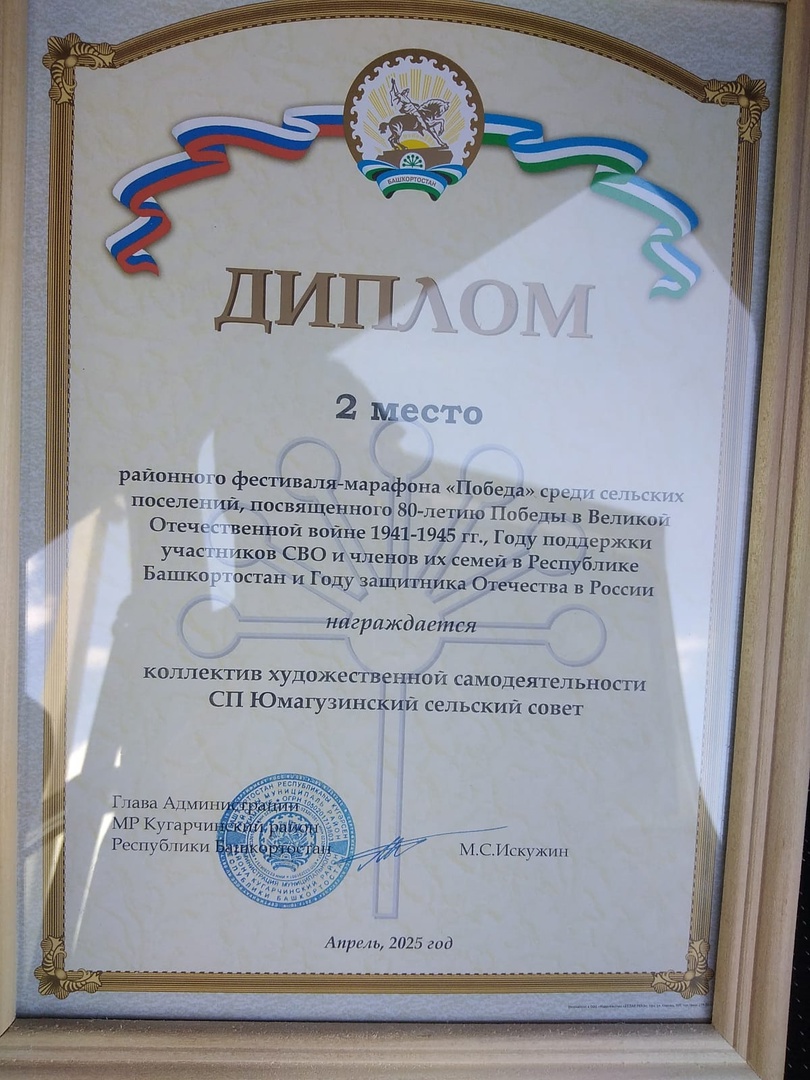 БАШКОРТОСТАН
ДИПЛОМ
2 место
районного фестиваля-марафона «Победа» среди сельских
поселений, посвященного 80-летию Победы в Великой
Отечественной войне 1941-1945 гг., Году поддержки
участников СВО и членов их семей в Республике
Башкортостан и Году защитника Отечества в России
награждается
коллектив художественной самодеятельности
СП Юмагузинский сельский совет
Глава Администрации
МР Кугарчинский район
Республики Башкортостан
М.С.Искужин
Апрель, 2025 год